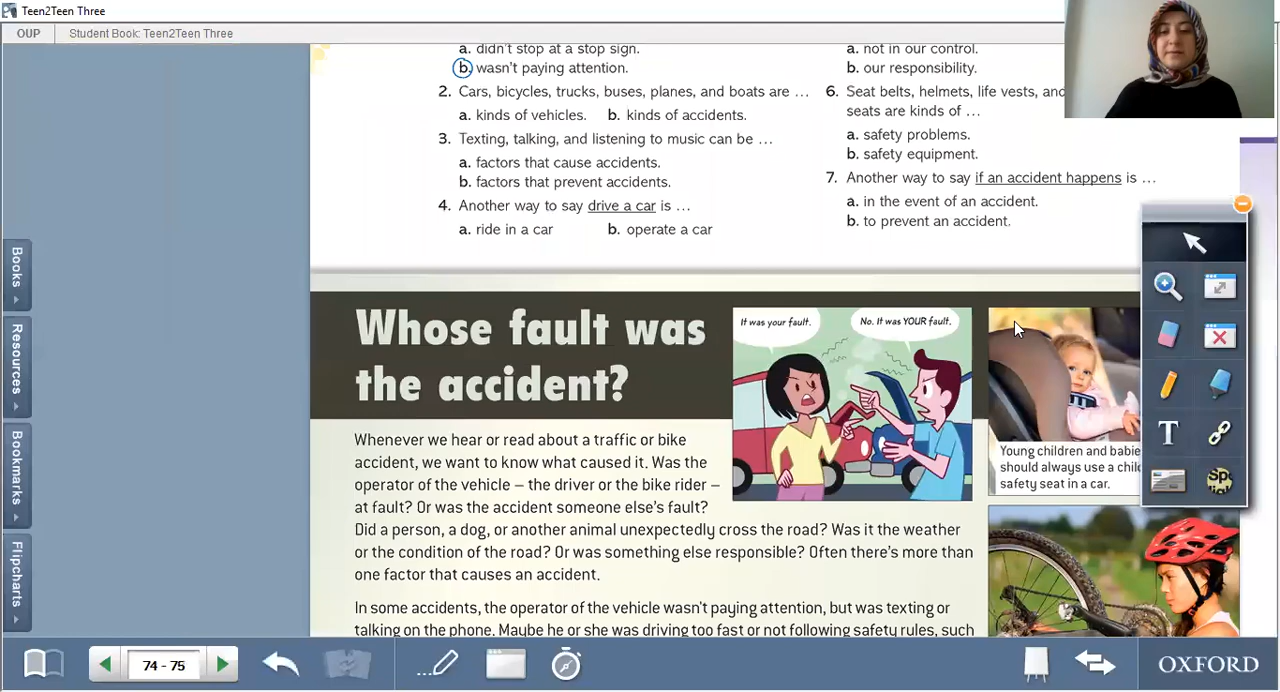 Teen2Teen Three
OUP
Student Book: Teen2Teen Three
a. didn't stop at a stop sign.
b. wasn't paying attention.
2. Cars, bicycles, trucks, buses, planes, and boats are …
a. kinds of vehicles. b. kinds of accidents.
3. Texting, talking, and listening to music can be …
a. factors that cause accidents.
b. factors that prevent accidents.
4. Another way to say drive a car is …
a. ride in a car b. operate a car
a. not in our control.
b. our responsibility.
6. Seat belts, helmets, life vests, and
seats are kinds of …
a. safety problems.
b. safety equipment.
7. Another way to say if an accident happens is …
a. in the event of an accident.
b. to prevent an accident.
Books
Resources
Bookmarks
Flipcharts
Whose fault was
the accident?
It was your fault.
No. It was YOUR fault.
Whenever we hear or read about a traffic or bike
accident, we want to know what caused it. Was the
operator of the vehicle – the driver or the bike rider –
at fault? Or was the accident someone else's fault?
Did a person, a dog, or another animal unexpectedly cross the road? Was it the weather
or the condition of the road? Or was something else responsible? Often there's more than
one factor that causes an accident.
In some accidents, the operator of the vehicle wasn't paying attention, but was texting or
talking on the phone. Maybe he or she was driving too fast or not following safety rules, such
Young children and babie
should always use a chil
safety seat in a car.
T
Sp
74 - 75
OXFORD